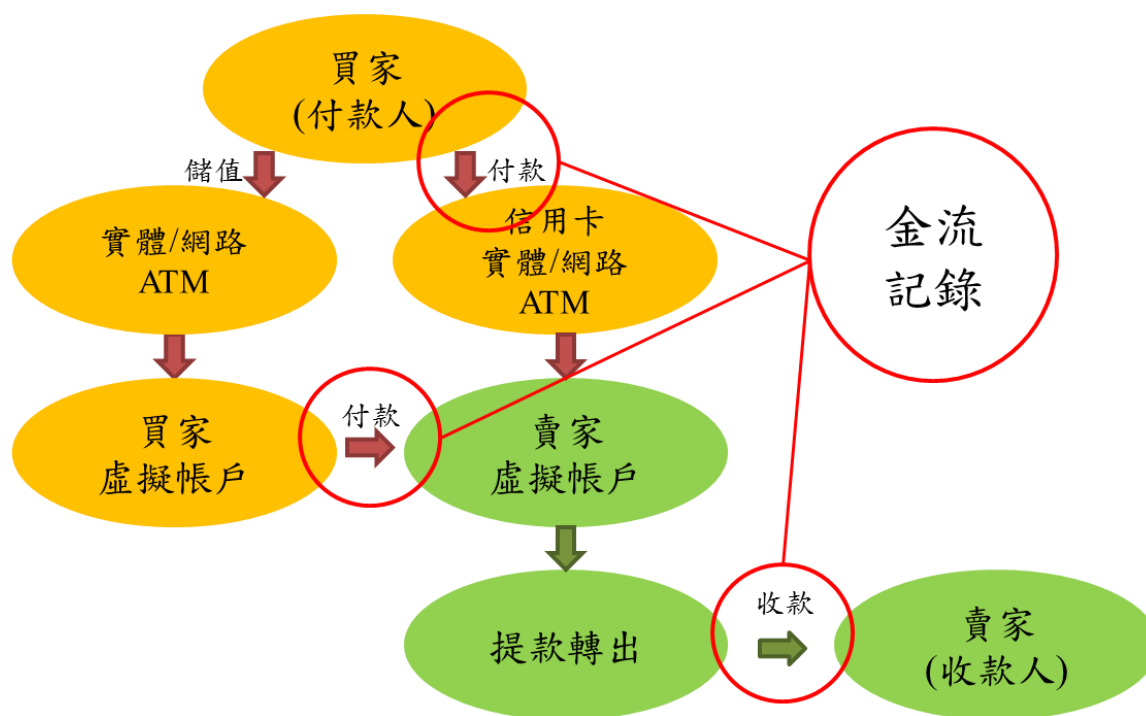 買家
(付款人)
儲值
付款
實體/網路
ATM
信用卡
實體/網路
ATM
金流
記錄
買家
虛擬帳戶
付款
賣家
虛擬帳戶
提款轉出
收款
賣家
(收款人)